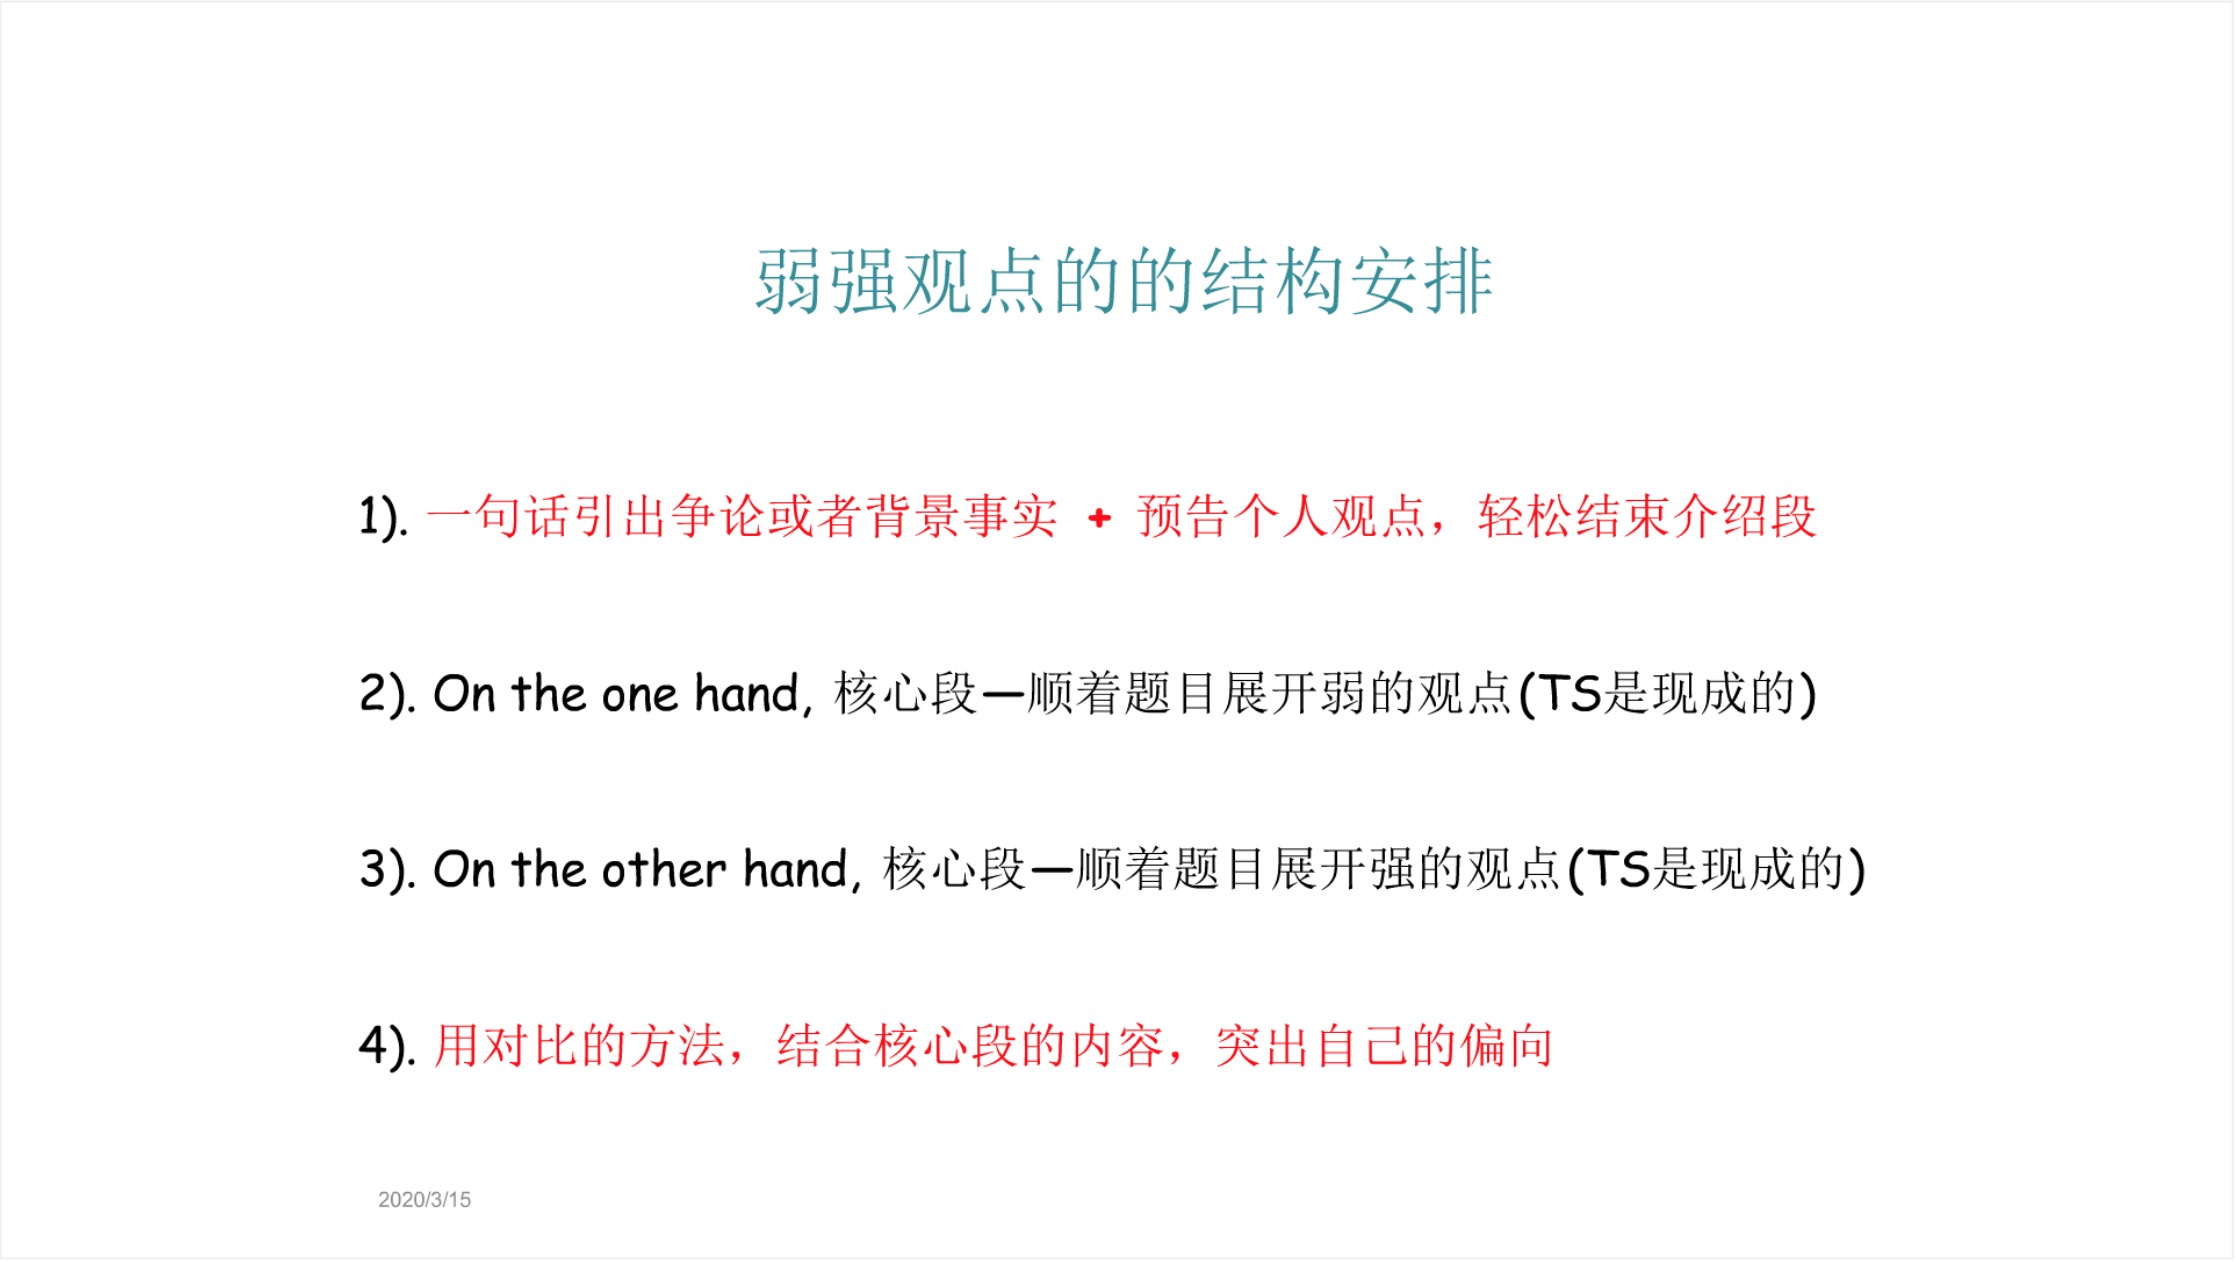 弱强观点的的结构安排
1). 一句话引出争论或者背景事实 + 预告个人观点，轻松结束介绍段
2). On the one hand, 核心段—顺着题目展开弱的观点(TS是现成的)
3). On the other hand, 核心段—顺着题目展开强的观点(TS是现成的)
4). 用对比的方法，结合核心段的内容，突出自己的偏向
2020/3/15